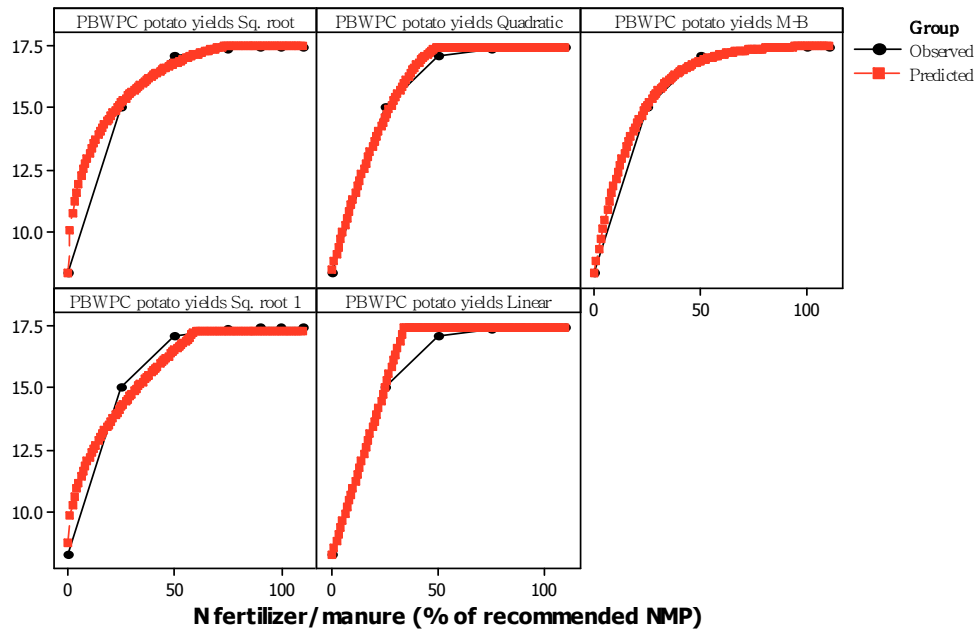 PBWPC potato yields Sq. root
PBWPC potato yields Quadratic
PBWPC potato yields M-B
Group
Observed
Predicted
17.5
15.0
12.5
10.0
PBWPC potato yields Sq. root 1
PBWPC potato yields Linear
0
50
100
17.5
15.0
12.5
10.0
0
50
100
0
50
100
N fertilizer/manure (% of recommended NMP)